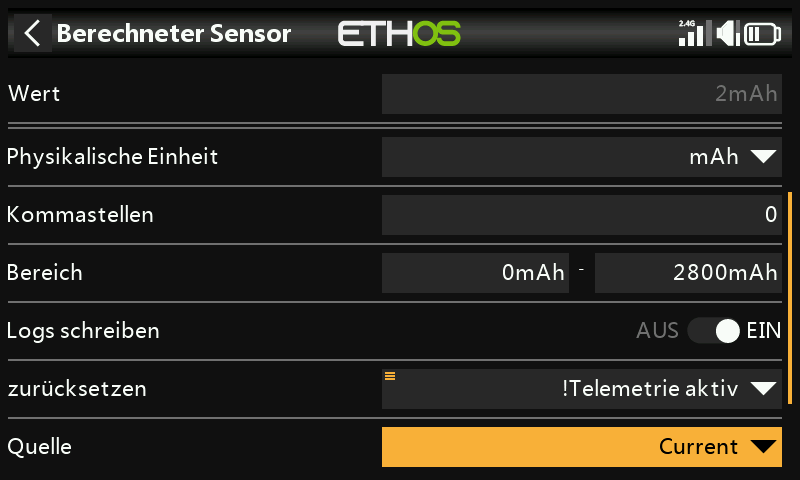 Berechneter Sensor ETHOS 2.4G
Wert 2mAh
Physikalische Einheit mAh
Kommastellen 0
Bereich 0mAh - 2800mAh
Logs schreiben AUS EIN
zurücksetzen !Telemetrie aktiv
Quelle Current